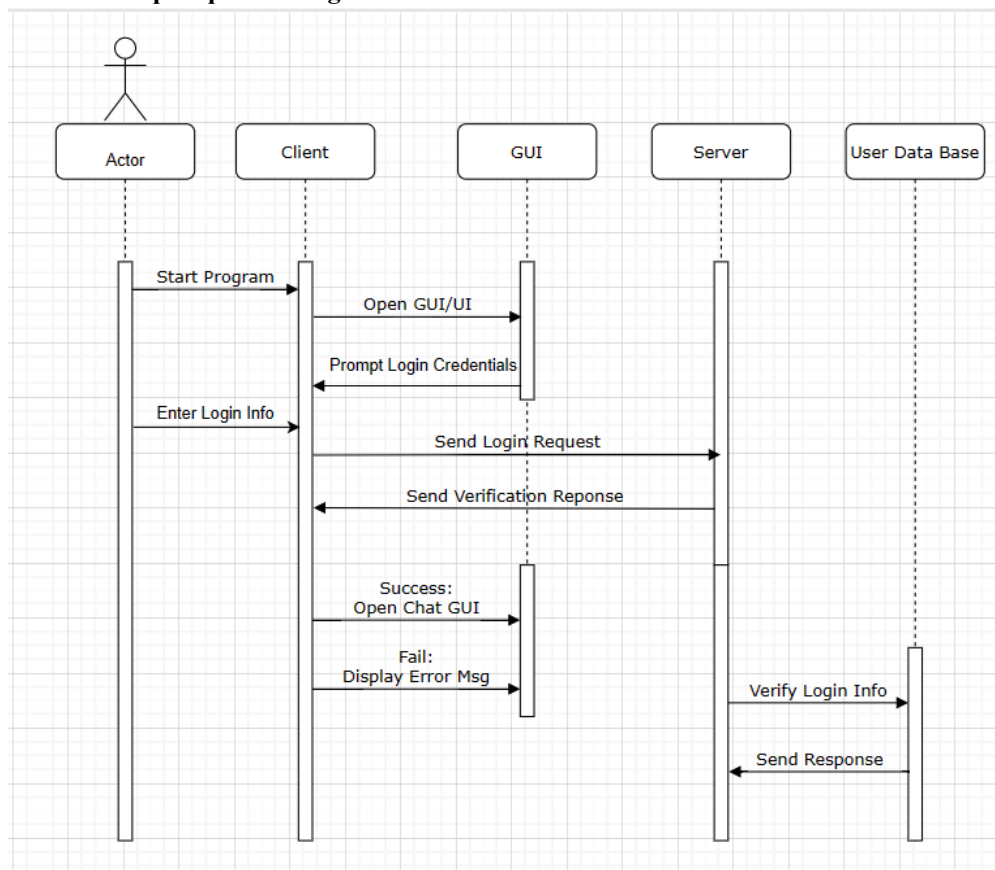 Actor
Client
GUI
Server
User Data Base
Start Program
Open GUI/UI
Prompt Login Credentials
Enter Login Info
Send Login Request
Send Verification Reponse
Success:
Open Chat GUI
Fail:
Display Error Msg
Verify Login Info
Send Response